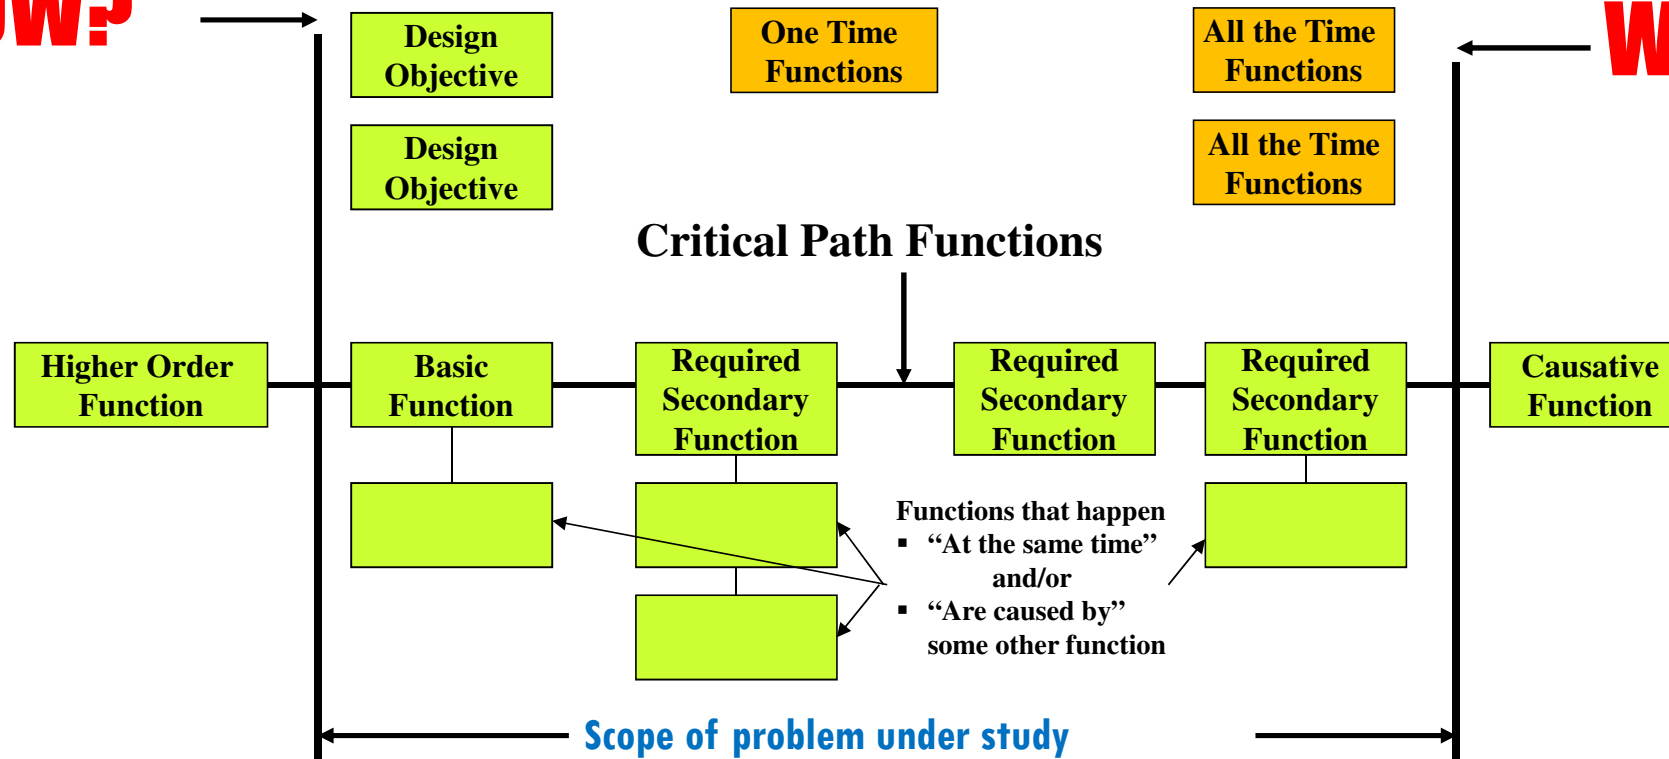 Design
Objective
One Time
Functions
All the Time
Functions
Design
Objective
All the Time
Functions
Critical Path Functions
Higher Order
Function
Basic
Function
Required
Secondary
Function
Required
Secondary
Function
Required
Secondary
Function
Causative
Function
Functions that happen
▪ “At the same time”
and/or
▪ “Are caused by”
some other function
Scope of problem under study